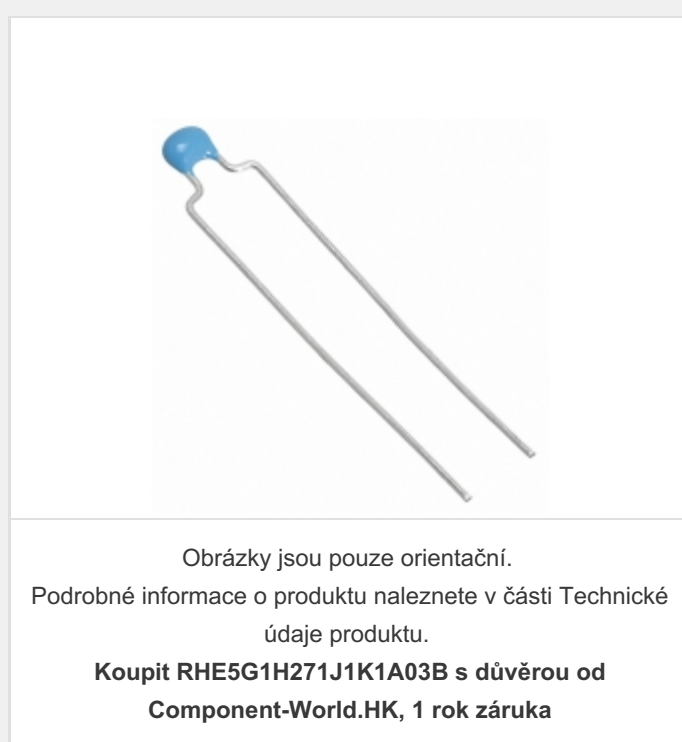 Obrázky jsou pouze orientační.
Podrobné informace o produktu naleznete v části Technické
údaje produktu.
Koupit RHE5G1H271J1K1A03B s důvěrou od
Component-World.HK, 1 rok záruka